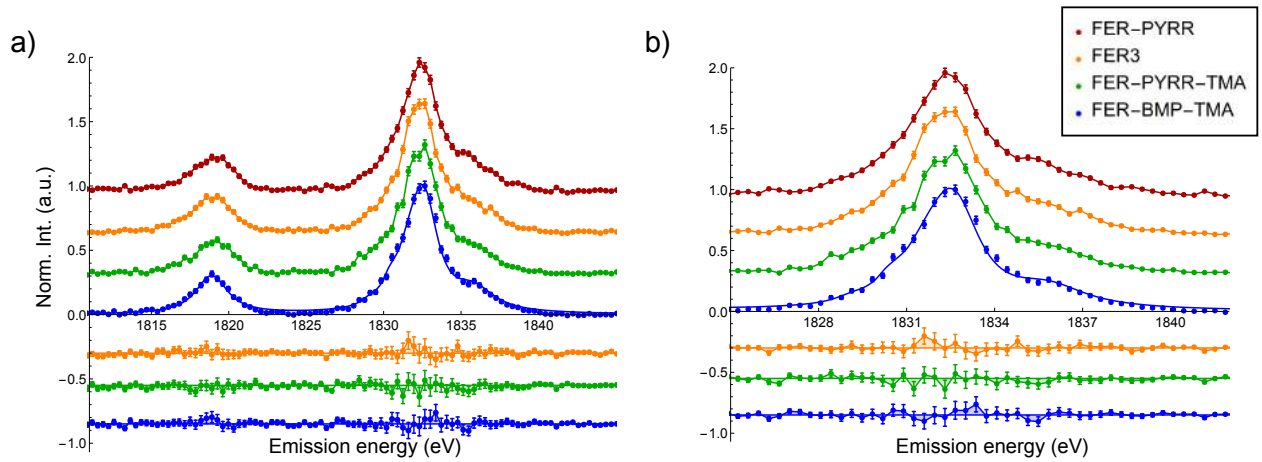 a)
2.0
1.5
1.0
0.5
0.0
−0.5
−1.0
Norm. Int. (a.u.)
1815 1820 1825 1830 1835 1840
Emission energy (eV)
b)
2.0
1.5
1.0
0.5
0.0
−0.5
−1.0
1828 1831 1834 1837 1840
Emission energy (eV)
FER−PYRR
FER3
FER−PYRR−TMA
FER−BMP−TMA